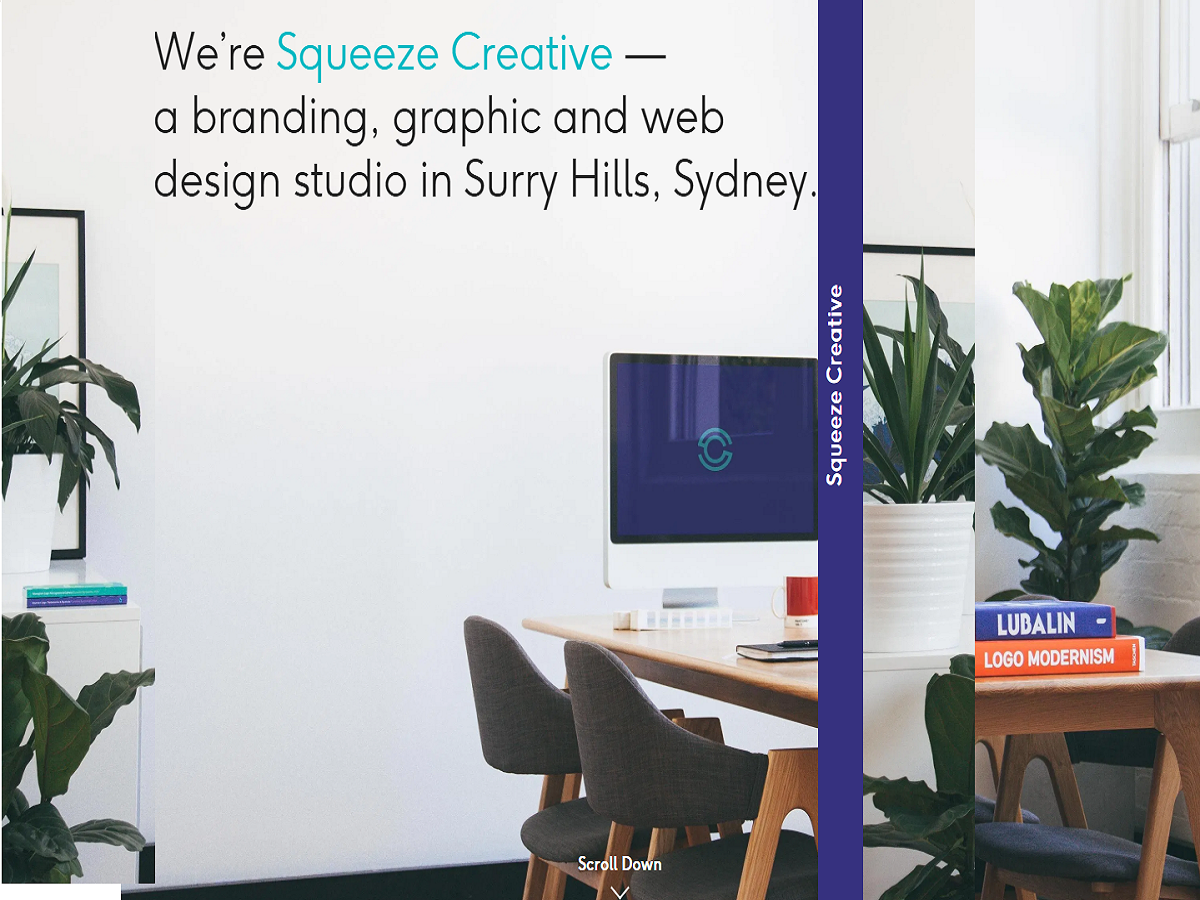 We're Squeeze Creative —
a branding, graphic and web
design studio in Surry Hills, Sydney.
Squeeze Creative
LUBALIN
LOGO MODERNISM
Scroll Down